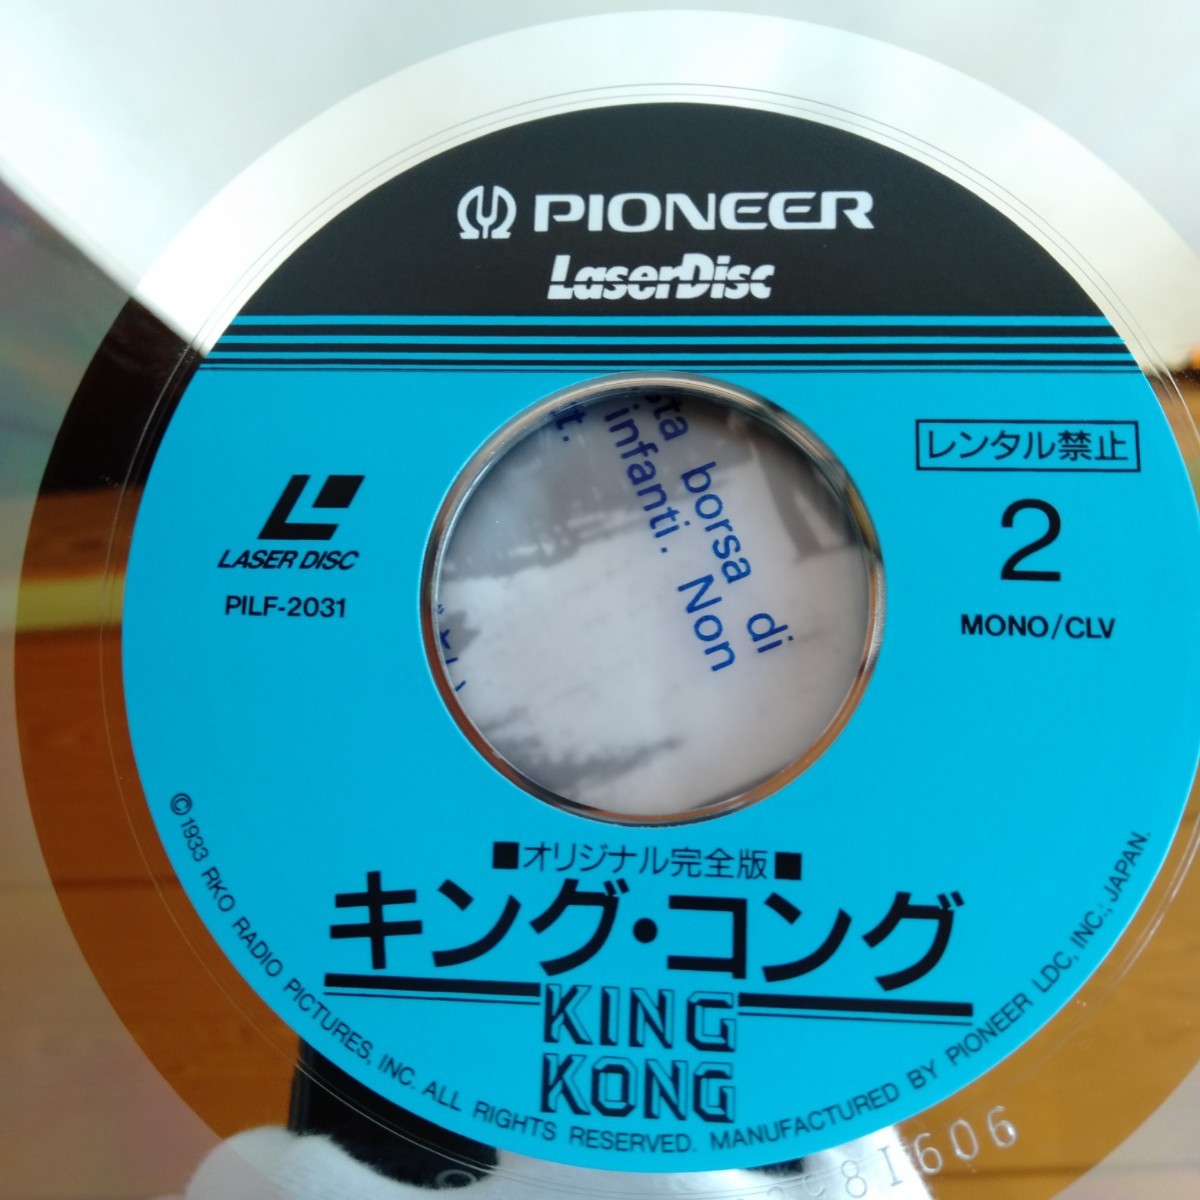 PIONEER
LaserDisc
レンタル禁止
2
MONO/CLV
LASER DISC
PILF-2031
borsa di
infanti. Non
■オリジナル完全版■
キング・コング
KING
KONG
©1933 RKO RADIO PICTURES, INC. ALL RIGHTS RESERVED. MANUFACTURED BY PIONEER LDC, INC., JAPAN.